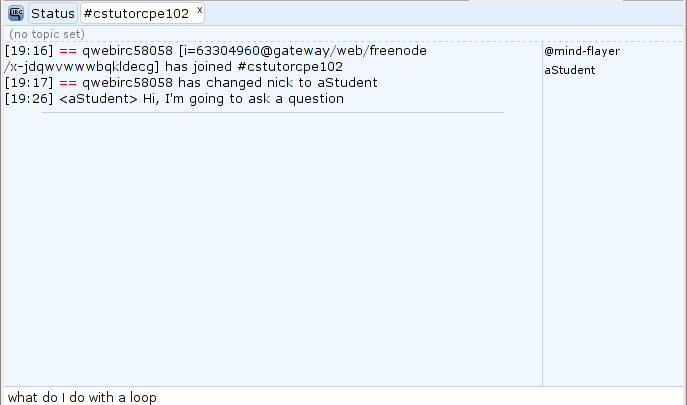 IRC Status #cstutorcpe102 x
(no topic set)
[19:16] == qwebirc58058 [i=63304960@gateway/web/freenode
/x-jdqwvwwwbqkldecg] has joined #cstutorcpe102
[19:17] == qwebirc58058 has changed nick to aStudent
[19:26] <aStudent> Hi, I'm going to ask a question
@mind-flayer
aStudent
what do I do with a loop